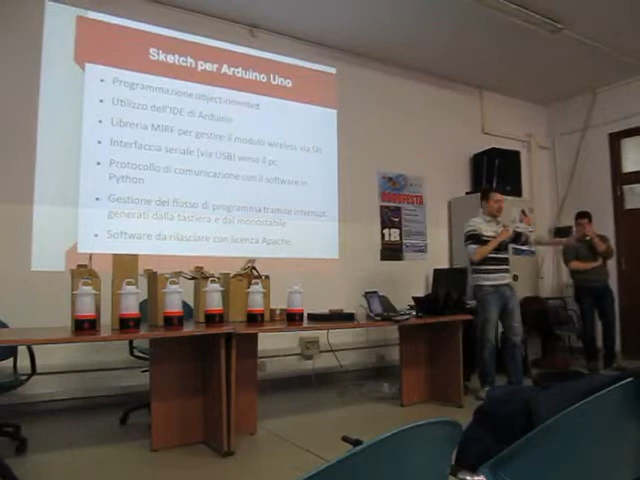 Sketch per Arduino Uno
• Programmazione object-oriented
• Utilizzo dell'IDE di Arduino
• Libreria MIRF per gestire il modulo wireless via SPI
• Interfaccia seriale (via USB) verso il pc
• Protocollo di comunicazione con il software in
Python
• Gestione del flusso di programma tramite interrupt
generati dalla tastiera e dal monostabile
• Software da rilasciare con licenza Apache
ROBOFESTA
18